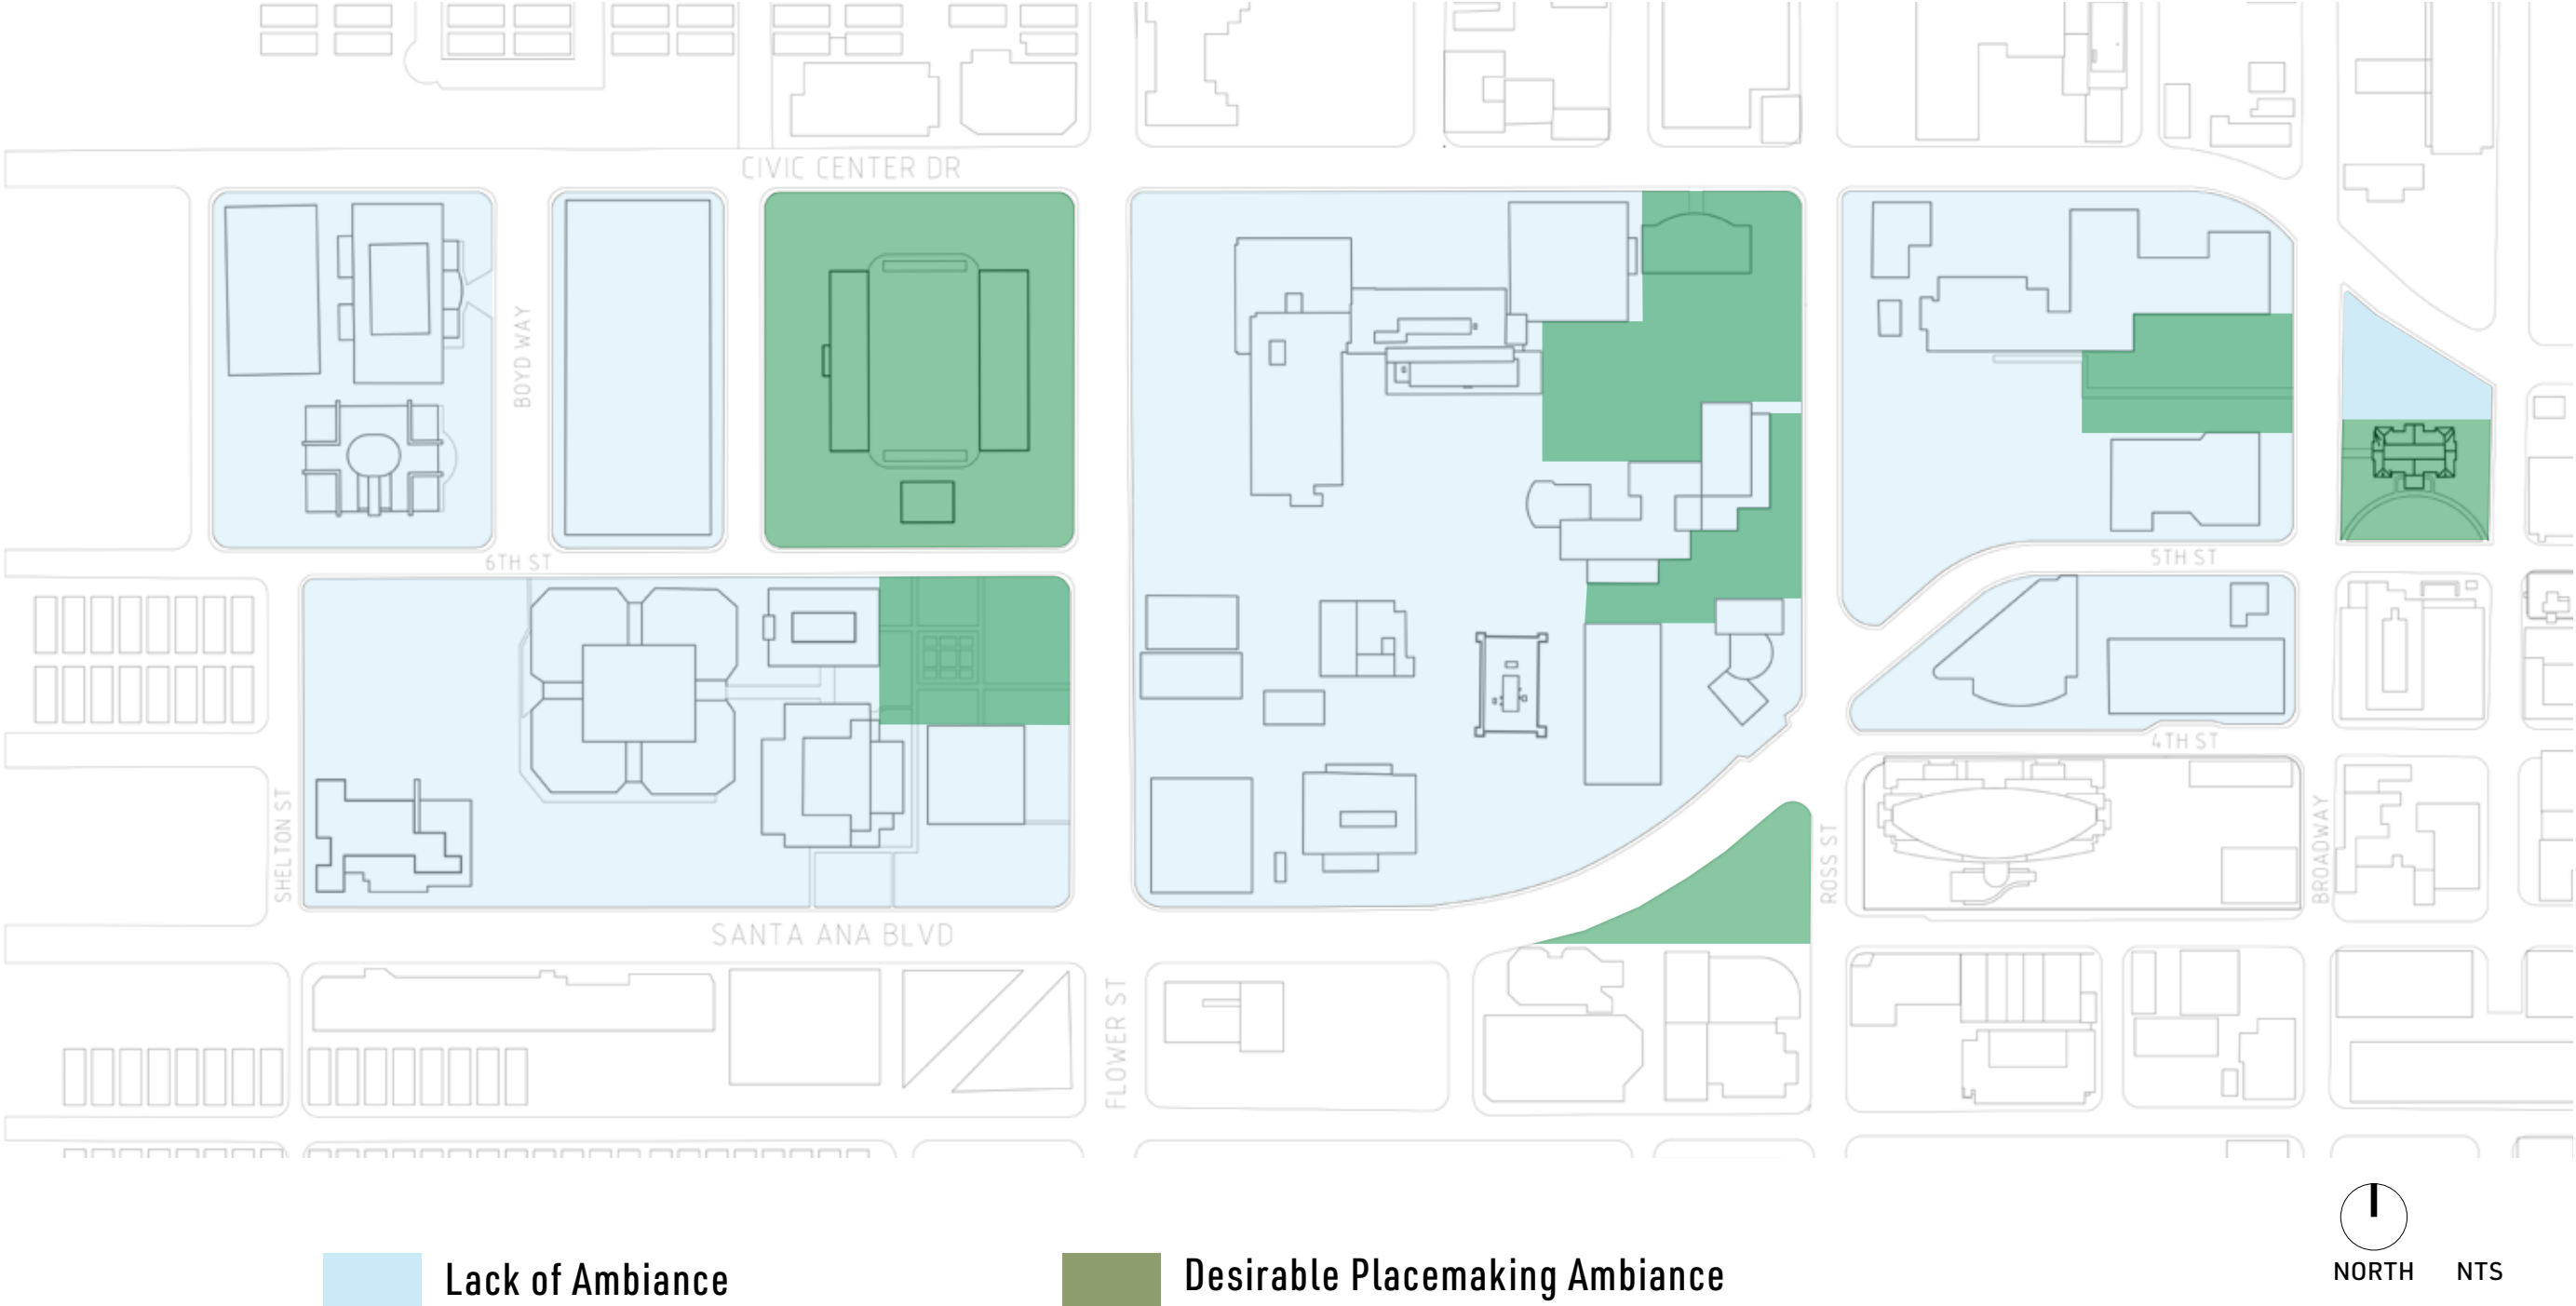 CIVIC CENTER DR
BOYD WAY
6TH ST
5TH ST
4TH ST
SHELTON ST
ROSS ST
BROADWAY
SANTA ANA BLVD
FLOWER ST
Lack of Ambiance
Desirable Placemaking Ambiance
NORTH NTS